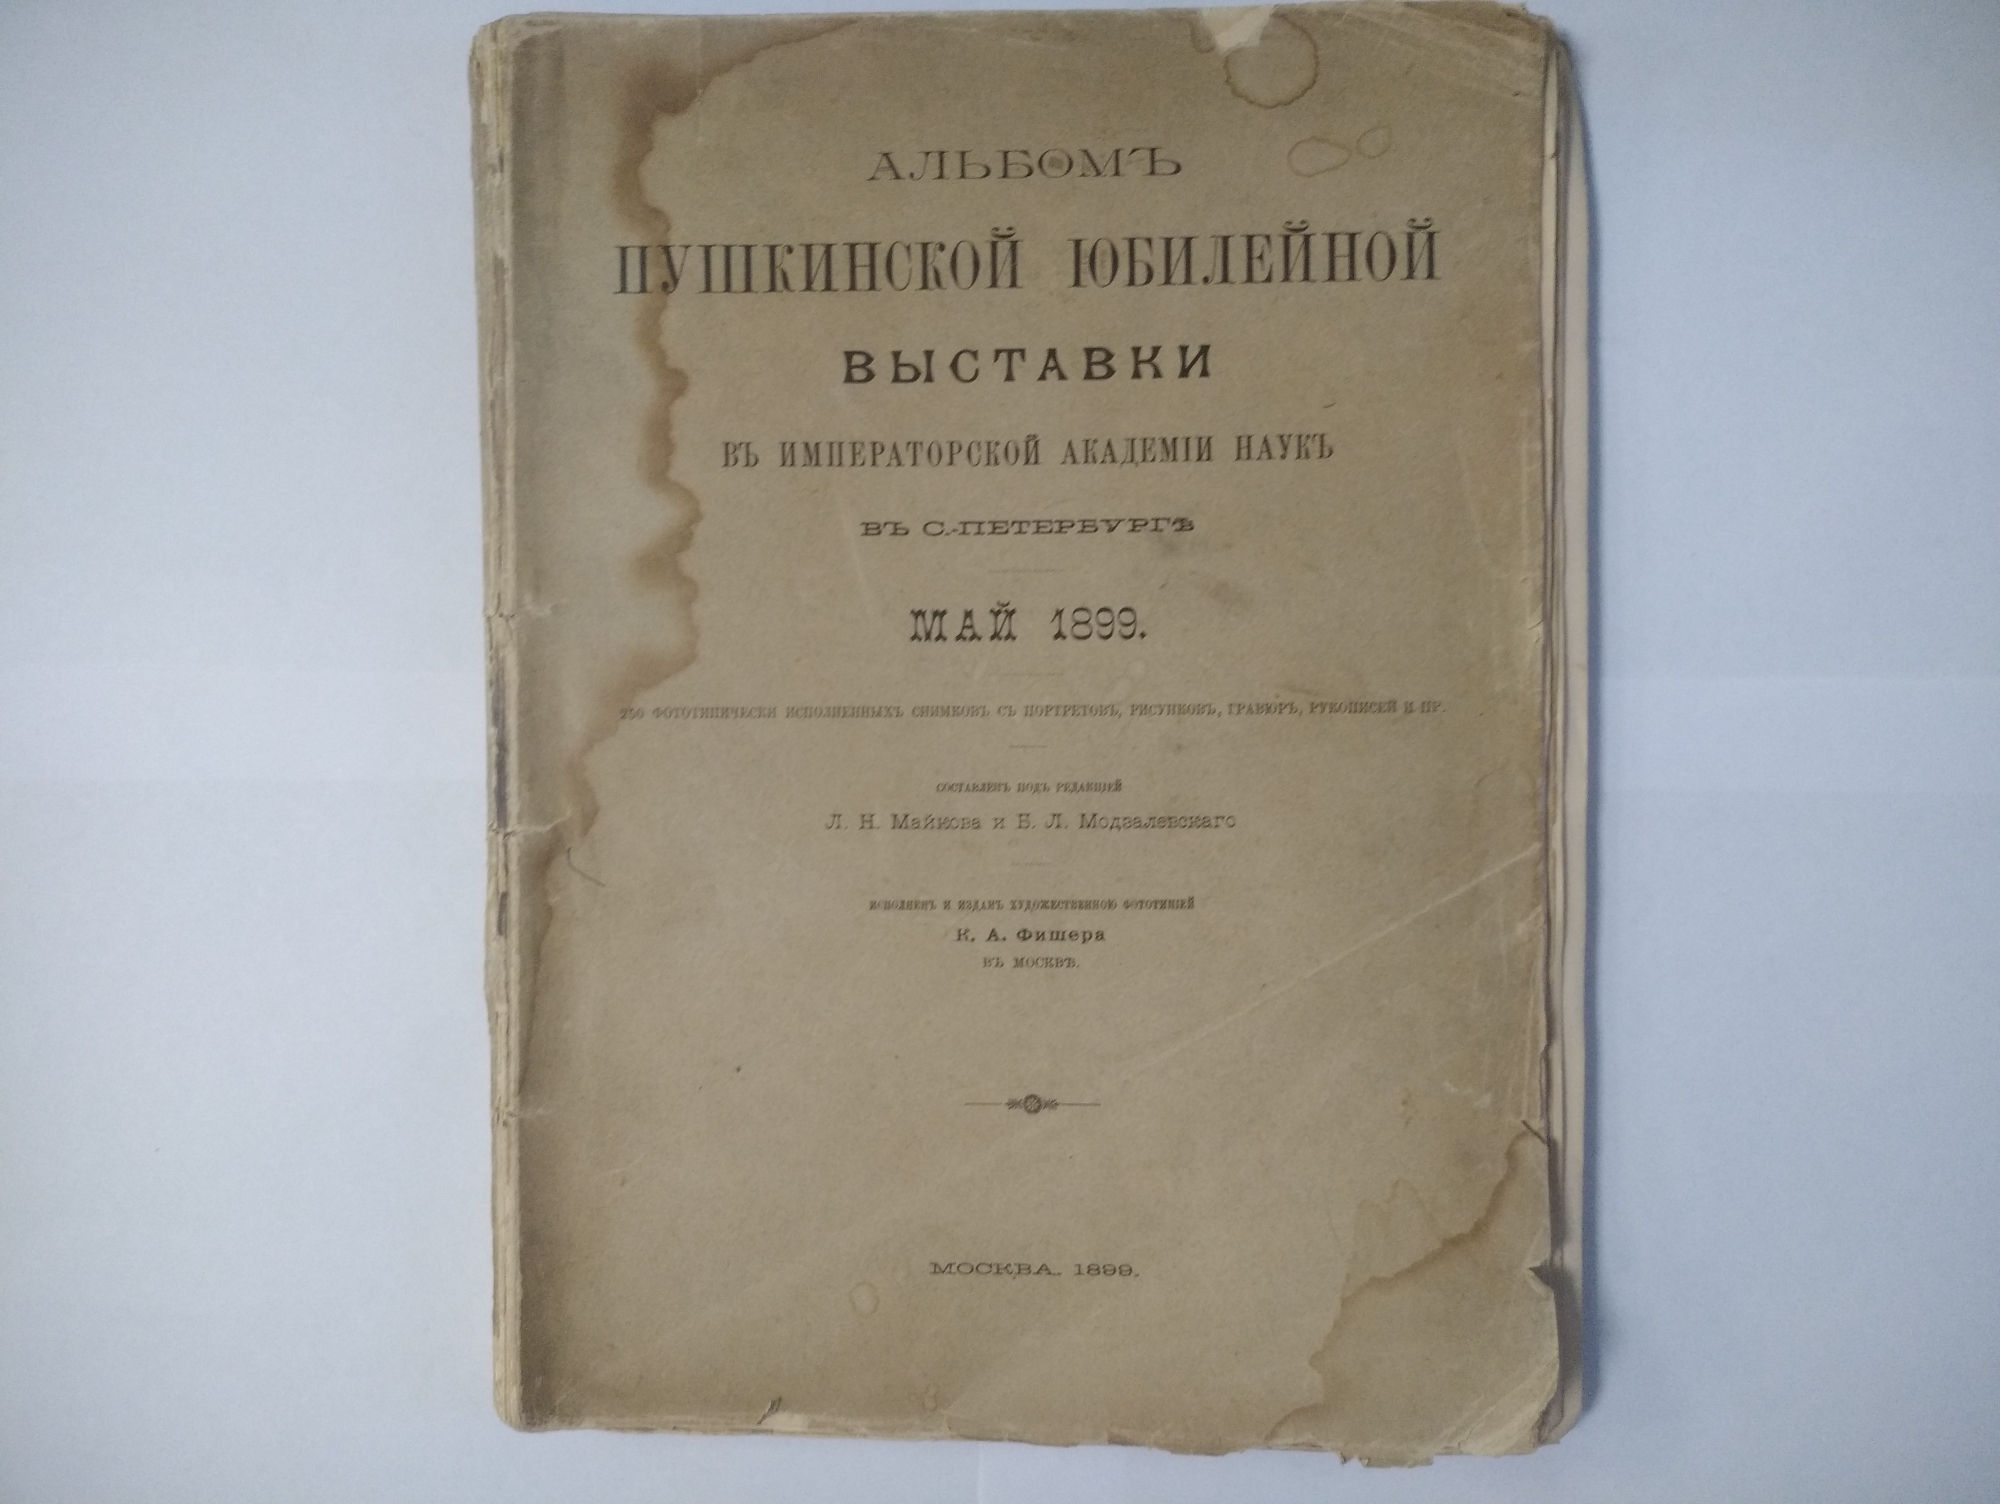 АЛЬБОМЪ
ПУШКИНСКОЙ ЮБИЛЕЙНОЙ
ВЫСТАВКИ
ВЪ ИМПЕРАТОРСКОЙ АКАДЕМІИ НАУКЪ
ВЪ С.-ПЕТЕРБУРГѢ
МАЙ 1899.
250 ФОТОТИПИЧЕСКИ ИСПОЛНЕННЫХЪ СНИМКОВЪ СЪ ПОРТРЕТОВЪ, РИСУНКОВЪ, ГРАВЮРЪ, РУКОПИСЕЙ И ПР.
СОСТАВЛЕНЪ ПОДЪ РЕДАКЦІЕЙ
Л. Н. Майкова и Б. Л. Модзалевскаго
ИСПОЛНЕНЪ И ИЗДАНЪ ХУДОЖЕСТВЕННОЮ ФОТОТИПІЕЙ
К. А. Фишера
ВЪ МОСКВѢ.
МОСКВА. 1899.